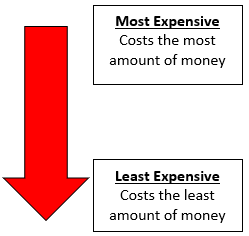 Most Expensive
Costs the most
amount of money
Least Expensive
Costs the least
amount of money